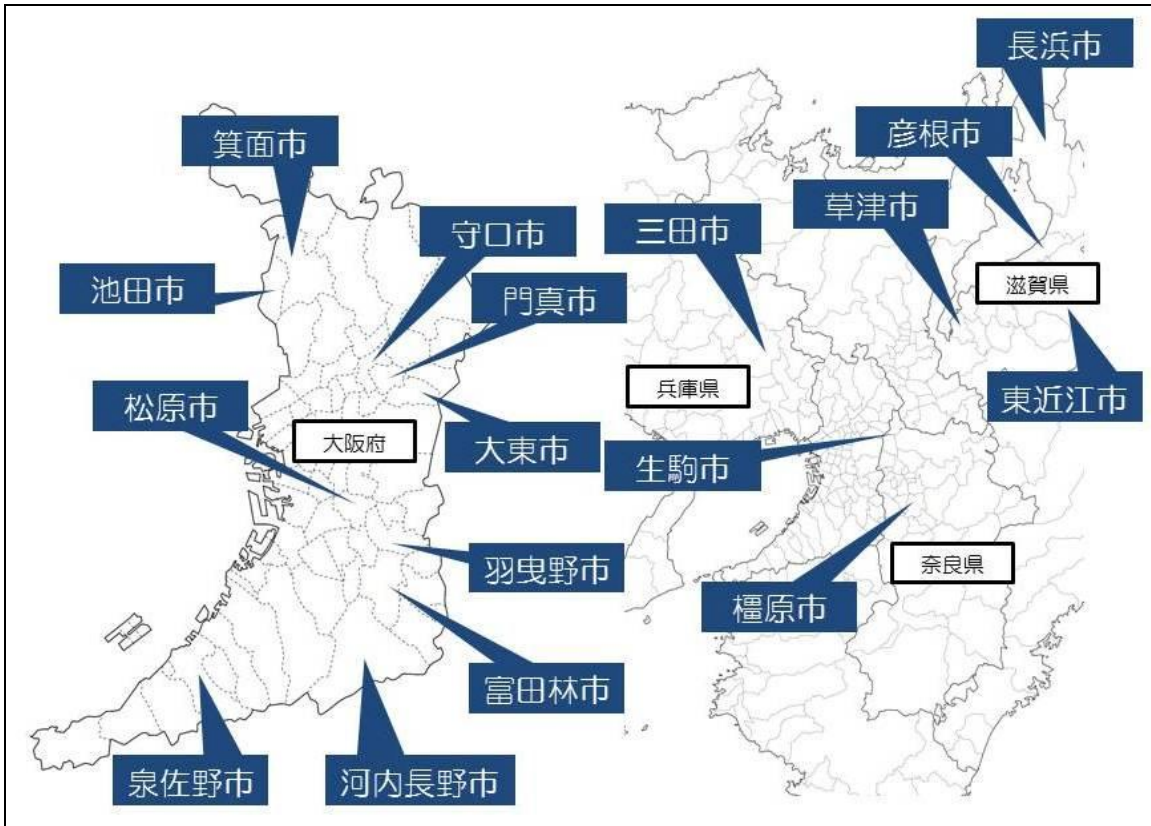 長浜市
箕面市
彦根市
草津市
守口市
三田市
池田市
門真市
滋賀県
兵庫県
東近江市
松原市
大阪府
大東市
生駒市
羽曳野市
奈良県
橿原市
富田林市
泉佐野市
河内長野市